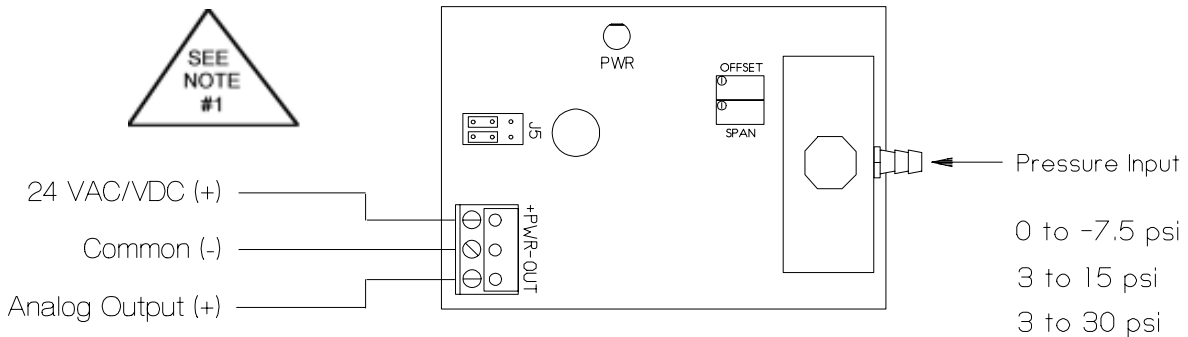 SEE
NOTE
#1
PWR
OFFSET
SPAN
J5
24 VAC/VDC (+)
Common (-)
Analog Output (+)
+PWR-OUT
Pressure Input
0 to -7.5 psi
3 to 15 psi
3 to 30 psi